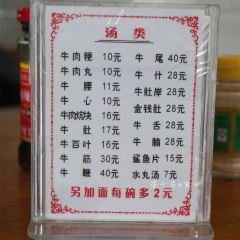 汤类
牛肉粳 10元 牛尾 40元
牛肉丸 10元 牛什 28元
牛腰 11元 牛肚岸 28元
牛心 10元 金钱肚 28元
牛肉烧块 16元 牛舌 28元
牛肚 17元 牛腩 28元
牛百叶 16元 鲨鱼片 15元
牛筋 30元 水丸汤 7元
牛鞭 40元
另加面每碗多2元